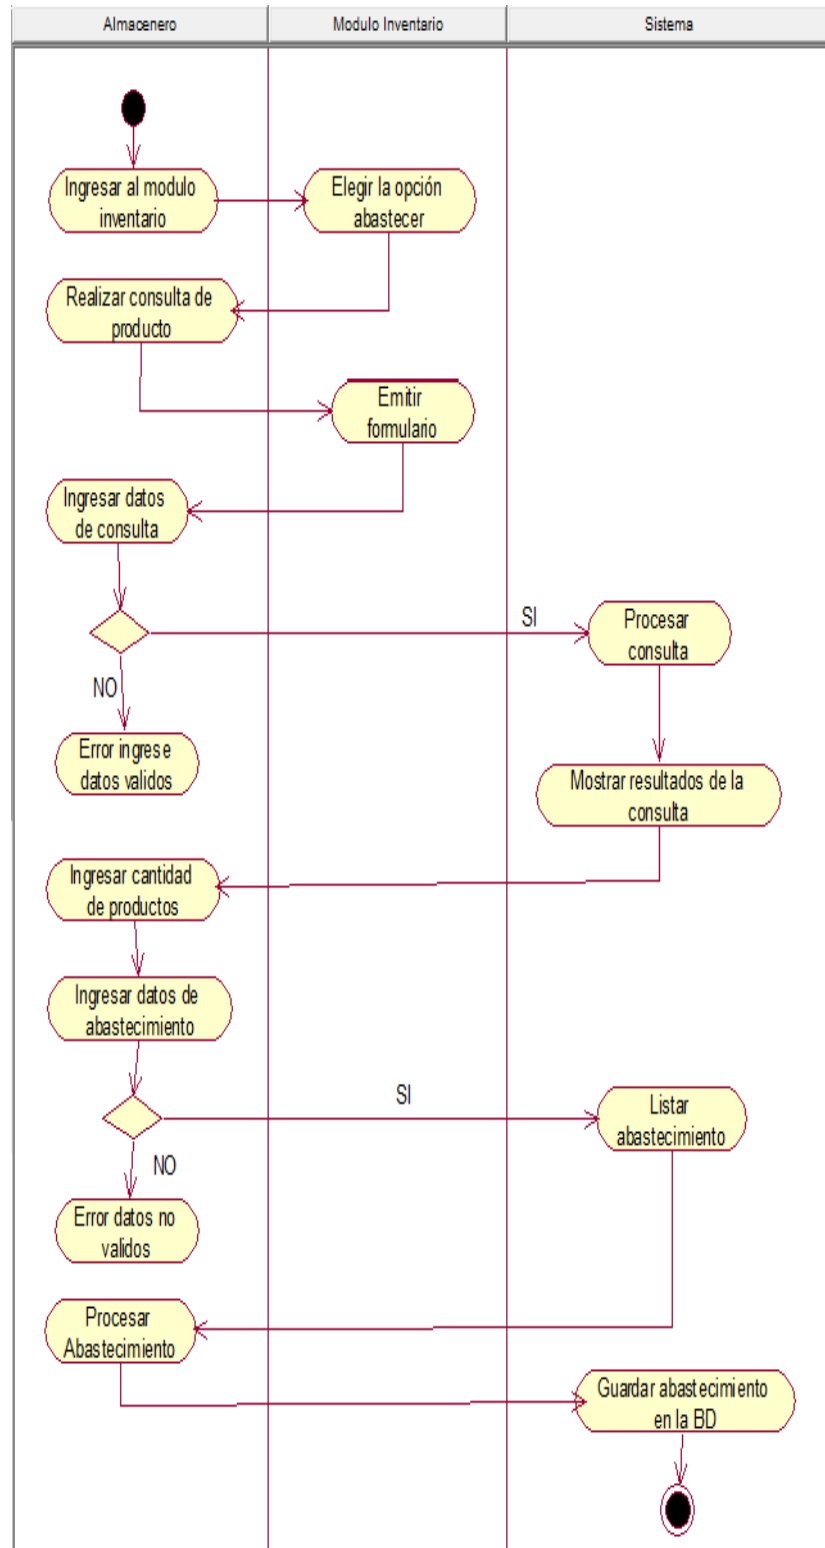 Almacenero
Modulo Inventario
Sistema
Ingresar al modulo
inventario
Elegir la opción
abastecer
Realizar consulta de
producto
Emitir
formulario
Ingresar datos
de consulta
SI
Procesar
consulta
NO
Error ingrese
datos validos
Mostrar resultados de la
consulta
Ingresar cantidad
de productos
Ingresar datos de
abastecimiento
SI
Listar
abastecimiento
NO
Error datos no
validos
Procesar
Abastecimiento
Guardar abastecimiento
en la BD